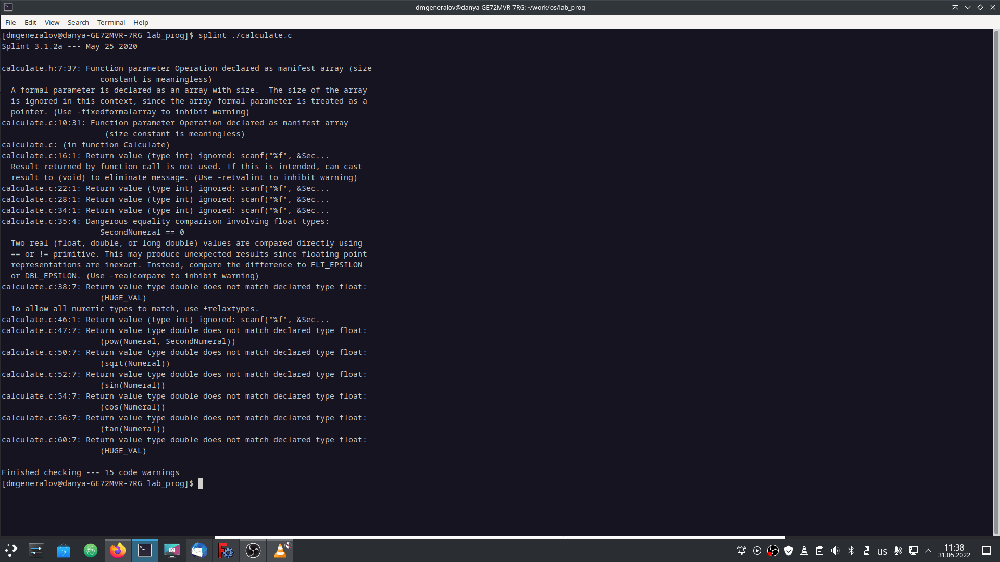 dmgeneralov@danya-GE72MVR-7RG:~/work/os/lab_prog
File Edit View Search Terminal Help
[dmgeneralov@danya-GE72MVR-7RG lab_prog]$ splint ./calculate.c
Splint 3.1.2a --- May 25 2020
calculate.h:7:37: Function parameter Operation declared as manifest array (size
constant is meaningless)
A formal parameter is declared as an array with size.  The size of the array
is ignored in this context, since the array formal parameter is treated as a
pointer. (Use -fixedformalarray to inhibit warning)
calculate.c:10:31: Function parameter Operation declared as manifest array
(size constant is meaningless)
calculate.c: (in function Calculate)
calculate.c:16:1: Return value (type int) ignored: scanf("%f", &Sec...
Result returned by function call is not used. If this is intended, can cast
result to (void) to eliminate message. (Use -retvalint to inhibit warning)
calculate.c:22:1: Return value (type int) ignored: scanf("%f", &Sec...
calculate.c:28:1: Return value (type int) ignored: scanf("%f", &Sec...
calculate.c:34:1: Return value (type int) ignored: scanf("%f", &Sec...
calculate.c:35:4: Dangerous equality comparison involving float types:
SecondNumeral == 0
Two real (float, double, or long double) values are compared directly using
== or != primitive. This may produce unexpected results since floating point
representations are inexact. Instead, compare the difference to FLT_EPSILON
or DBL_EPSILON. (Use -realcompare to inhibit warning)
calculate.c:38:7: Return value type double does not match declared type float:
(HUGE_VAL)
To allow all numeric types to match, use +relaxtypes.
calculate.c:46:1: Return value (type int) ignored: scanf("%f", &Sec...
calculate.c:47:7: Return value type double does not match declared type float:
(pow(Numeral, SecondNumeral))
calculate.c:50:7: Return value type double does not match declared type float:
(sqrt(Numeral))
calculate.c:52:7: Return value type double does not match declared type float:
(sin(Numeral))
calculate.c:54:7: Return value type double does not match declared type float:
(cos(Numeral))
calculate.c:56:7: Return value type double does not match declared type float:
(tan(Numeral))
calculate.c:60:7: Return value type double does not match declared type float:
(HUGE_VAL)
Finished checking --- 15 code warnings
[dmgeneralov@danya-GE72MVR-7RG lab_prog]$
us
11:38
31.05.2022